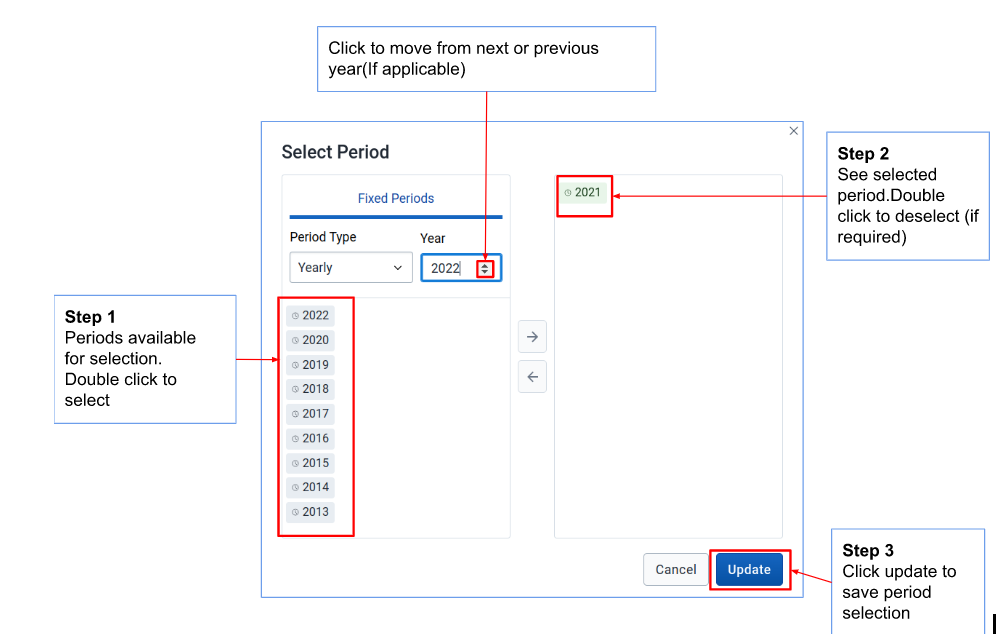 Click to move from next or previous
year(If applicable)
Select Period
Fixed Periods
Period Type
Year
Yearly
2022
2022
2020
2019
2018
2017
2016
2015
2014
2013
2021
Cancel
Update
Step 1
Periods available
for selection.
Double click to
select
Step 2
See selected
period.Double
click to deselect (if
required)
Step 3
Click update to
save period
selection